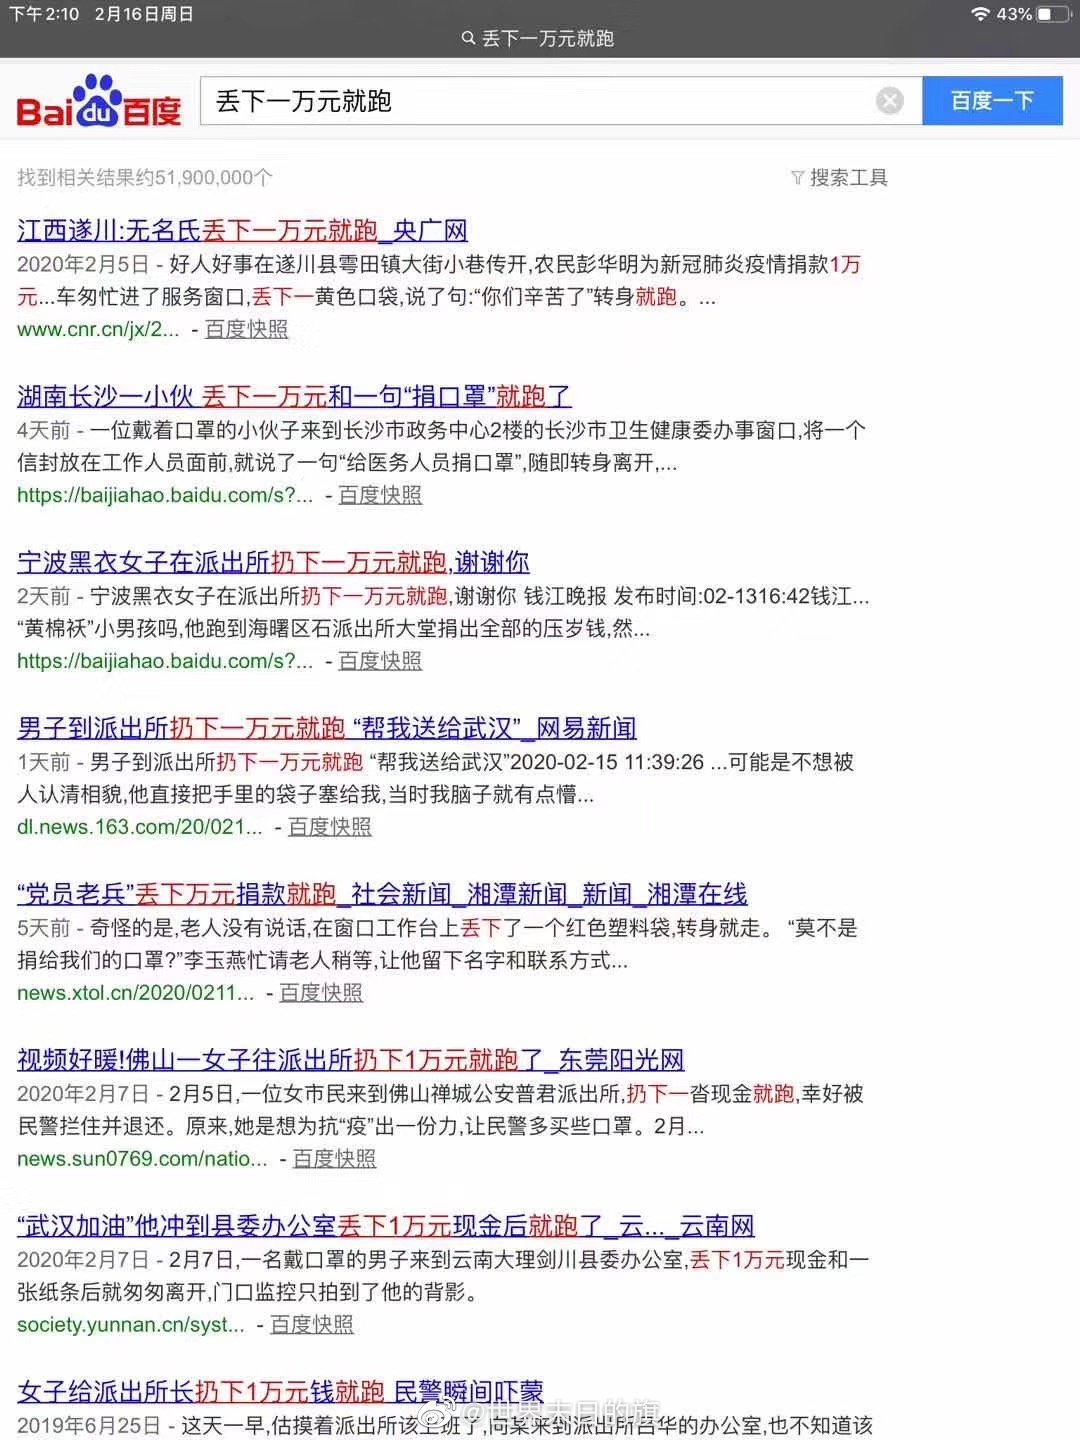 下午2:10 2月16日周日
43%
丢下一万元就跑
Baidu百度
丢下一万元就跑
百度一下
找到相关结果约51,900,000个
搜索工具
江西遂川:无名氏丢下一万元就跑_央广网
2020年2月5日 - 好人好事在遂川县雩田镇大街小巷传开,农民彭华明为新冠肺炎疫情捐款1万
元...车匆忙进了服务窗口,丢下一黄色口袋,说了句:“你们辛苦了”转身就跑。...
www.cnr.cn/jx/2... - 百度快照
湖南长沙一小伙 丢下一万元和一句“捐口罩”就跑了
4天前 - 一位戴着口罩的小伙子来到长沙市政务中心2楼的长沙市卫生健康委办事窗口,将一个
信封放在工作人员面前,就说了一句“给医务人员捐口罩”,随即转身离开,...
https://baijiahao.baidu.com/s?... - 百度快照
宁波黑衣女子在派出所扔下一万元就跑,谢谢你
2天前 - 宁波黑衣女子在派出所扔下一万元就跑,谢谢你 钱江晚报 发布时间:02-1316:42钱江...
“黄棉袄”小男孩吗,他跑到海曙区石派出所大堂捐出全部的压岁钱,然...
https://baijiahao.baidu.com/s?... - 百度快照
男子到派出所扔下一万元就跑 “帮我送给武汉”_网易新闻
1天前 - 男子到派出所扔下一万元就跑 “帮我送给武汉”2020-02-15 11:39:26 ...可能是不想被
人认清相貌,他直接把手里的袋子塞给我,当时我脑子就有点懵...
dl.news.163.com/20/021... - 百度快照
“党员老兵”丢下万元捐款就跑_社会新闻_湘潭新闻_新闻_湘潭在线
5天前 - 奇怪的是,老人没有说话,在窗口工作台上丢下了一个红色塑料袋,转身就走。 “莫不是
捐给我们的口罩?”李玉燕忙请老人稍等,让他留下名字和联系方式...
news.xtol.cn/2020/0211... - 百度快照
视频好暖!佛山一女子往派出所扔下1万元就跑了_东莞阳光网
2020年2月7日 - 2月5日,一位女市民来到佛山禅城公安普君派出所,扔下一沓现金就跑,幸好被
民警拦住并退还。原来,她是想为抗“疫”出一份力,让民警多买些口罩。2月...
news.sun0769.com/natio... - 百度快照
“武汉加油”他冲到县委办公室丢下1万元现金后就跑了_云..._云南网
2020年2月7日 - 2月7日,一名戴口罩的男子来到云南大理剑川县委办公室,丢下1万元现金和一
张纸条后就匆匆离开,门口监控只拍到了他的背影。
society.yunnan.cn/syst... - 百度快照
女子给派出所长扔下1万元钱就跑 民警瞬间吓蒙
@世界末日的旗
2019年6月25日 - 这天一早,估摸着派出所该上班了,向某来到派出所吕华的办公室,也不知道该